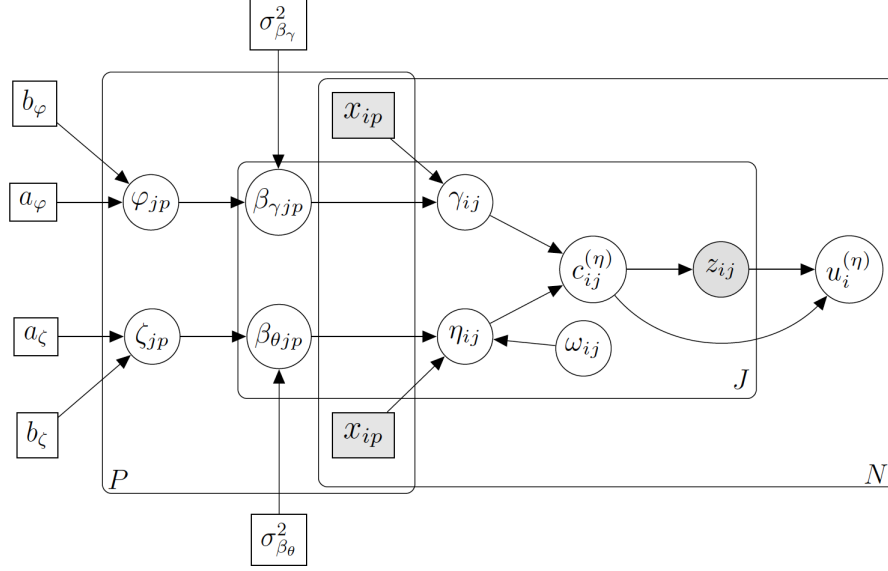 σ²_{β_γ}
b_φ
x_{ip}
a_φ
φ_{jp}
β_{γjp}
γ_{ij}
c_{ij}^{(η)}
z_{ij}
u_i^{(η)}
a_ζ
ζ_{jp}
β_{θjp}
η_{ij}
ω_{ij}
J
b_ζ
x_{ip}
P
N
σ²_{β_θ}